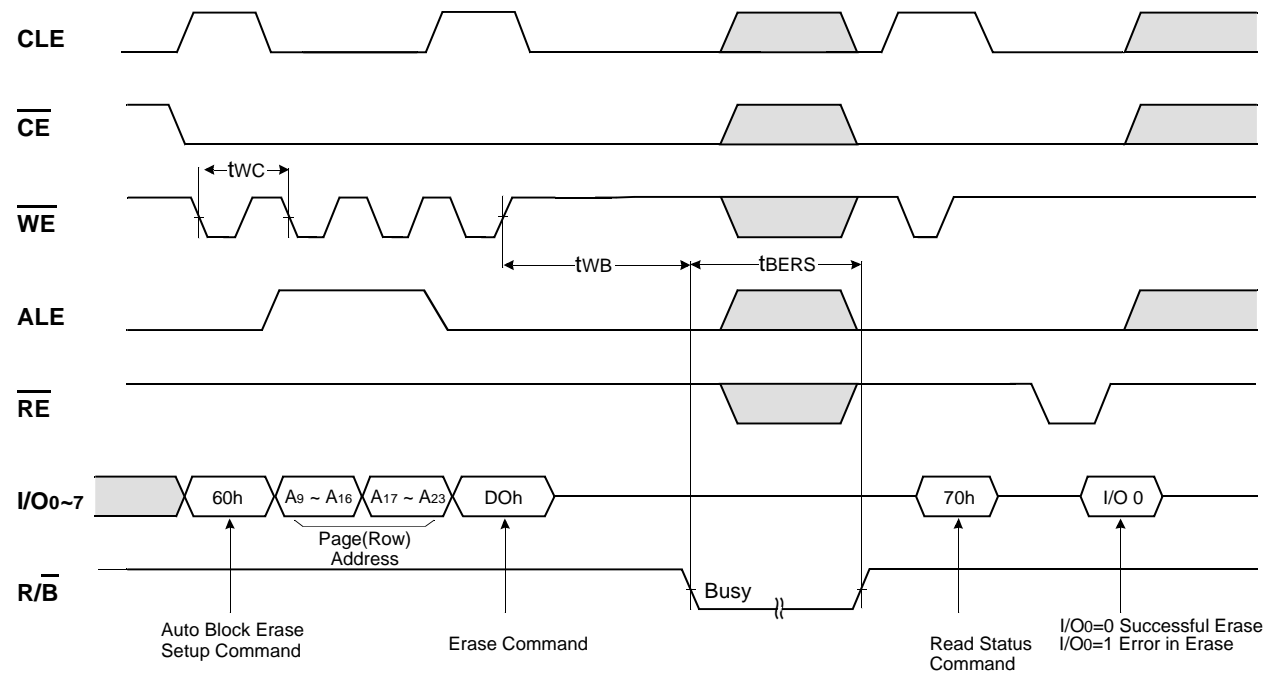 CLE
CE
tWC
WE
tWB
tBERS
ALE
RE
I/O0~7
60h
A9 ~ A16
A17 ~ A23
DOh
70h
I/O 0
Page(Row)
Address
R/B
Busy
Auto Block Erase
Setup Command
Erase Command
Read Status
Command
I/O0=0 Successful Erase
I/O0=1 Error in Erase